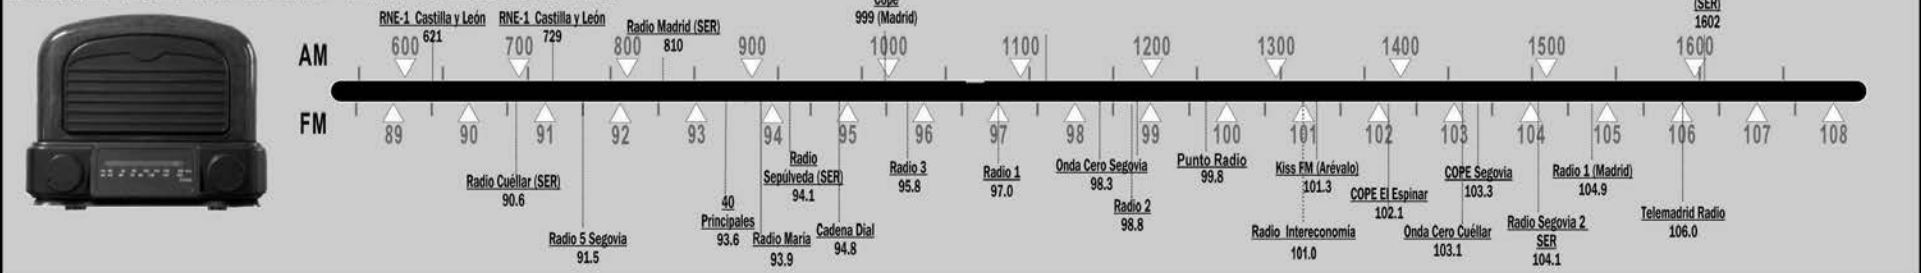 Cope
999 (Madrid)
(SER)
1602
RNE-1 Castilla y León
621
RNE-1 Castilla y León
729
Radio Madrid (SER)
810
AM
600 700 800 900 1000 1100 1200 1300 1400 1500 1600
FM
89 90 91 92 93 94 95 96 97 98 99 100 101 102 103 104 105 106 107 108
Radio Cuéllar (SER)
90.6
Radio 5 Segovia
91.5
40
Principales
93.6
Radio María
93.9
Radio
Sepúlveda (SER)
94.1
Cadena Dial
94.8
Radio 3
95.8
Radio 1
97.0
Onda Cero Segovia
98.3
Radio 2
98.8
Punto Radio
99.8
Kiss FM (Arévalo)
101.3
Radio Intereconomía
101.0
COPE El Espinar
102.1
COPE Segovia
103.3
Onda Cero Cuéllar
103.1
Radio Segovia 2
SER
104.1
Radio 1 (Madrid)
104.9
Telemadrid Radio
106.0